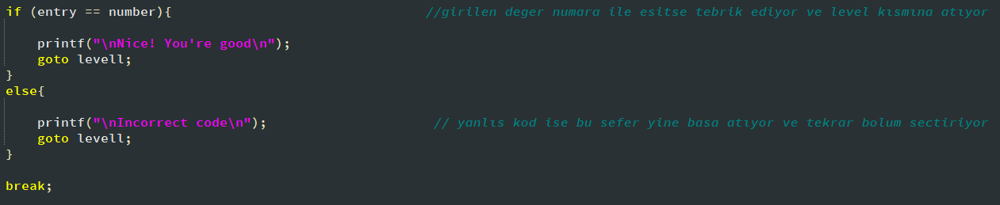 if (entry == number){ //girilen deger numara ile esitse tebrik ediyor ve level kısmına atıyor
printf("\nNice! You're good\n");
goto levell;
}
else{
printf("\nIncorrect code\n"); // yanlıs kod ise bu sefer yine basa atıyor ve tekrar bolum sectiriyor
goto levell;
}
break;